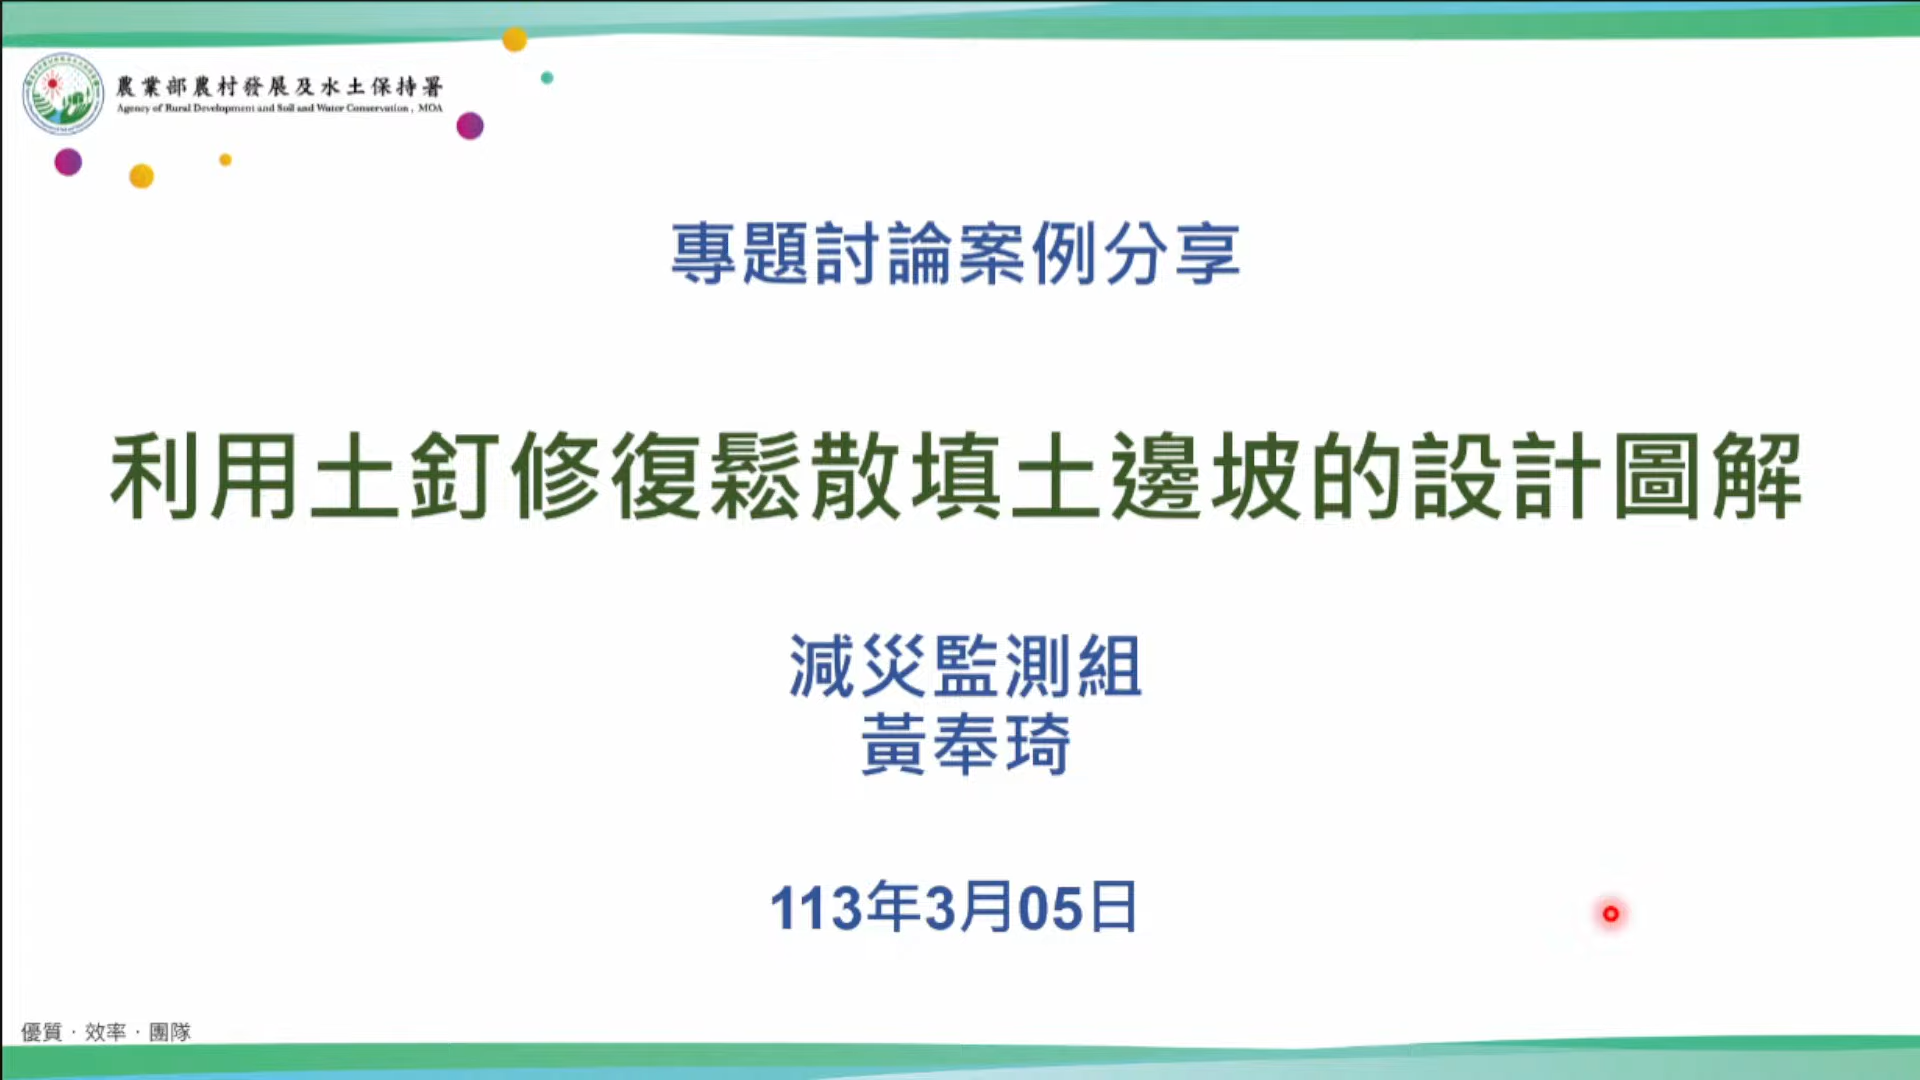 農業部農村發展及水土保持署
Agency of Rural Development and Soil and Water Conservation , MOA
專題討論案例分享
利用土釘修復鬆散填土邊坡的設計圖解
減災監測組
黃奉琦
113年3月05日
優質．效率．團隊